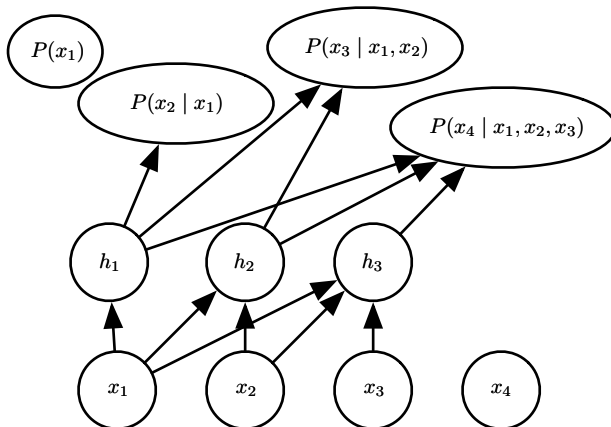 P(x₁)
P(x₃ | x₁, x₂)
P(x₂ | x₁)
P(x₄ | x₁, x₂, x₃)
h₁
h₂
h₃
x₁
x₂
x₃
x₄